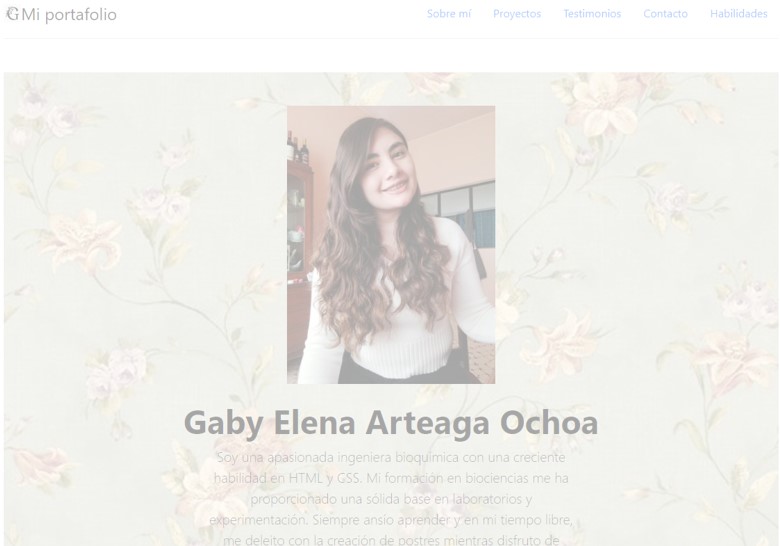 G Mi portafolio
Sobre mí Proyectos Testimonios Contacto Habilidades
Gaby Elena Arteaga Ochoa
Soy una apasionada ingeniera bioquímica con una creciente
habilidad en HTML y GSS. Mi formación en biociencias me ha
proporcionado una sólida base en laboratorios y
experimentación. Siempre ansío aprender y en mi tiempo libre,
me deleito con la creación de postres mientras disfruto de